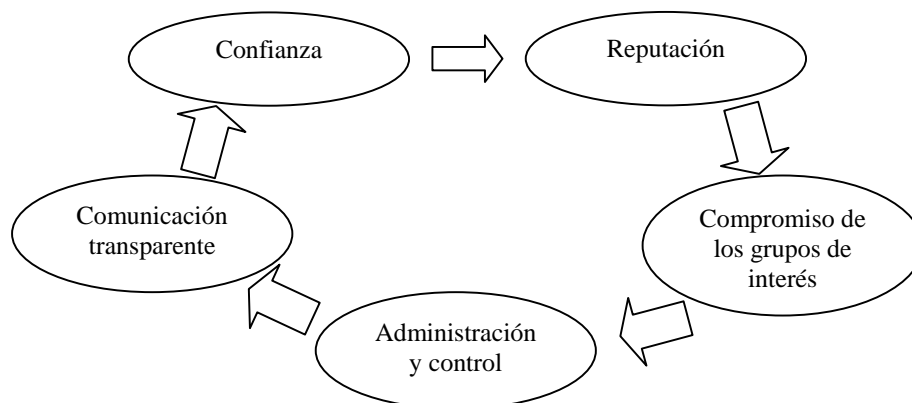 Confianza
Reputación
Compromiso de
los grupos de
interés
Administración
y control
Comunicación
transparente